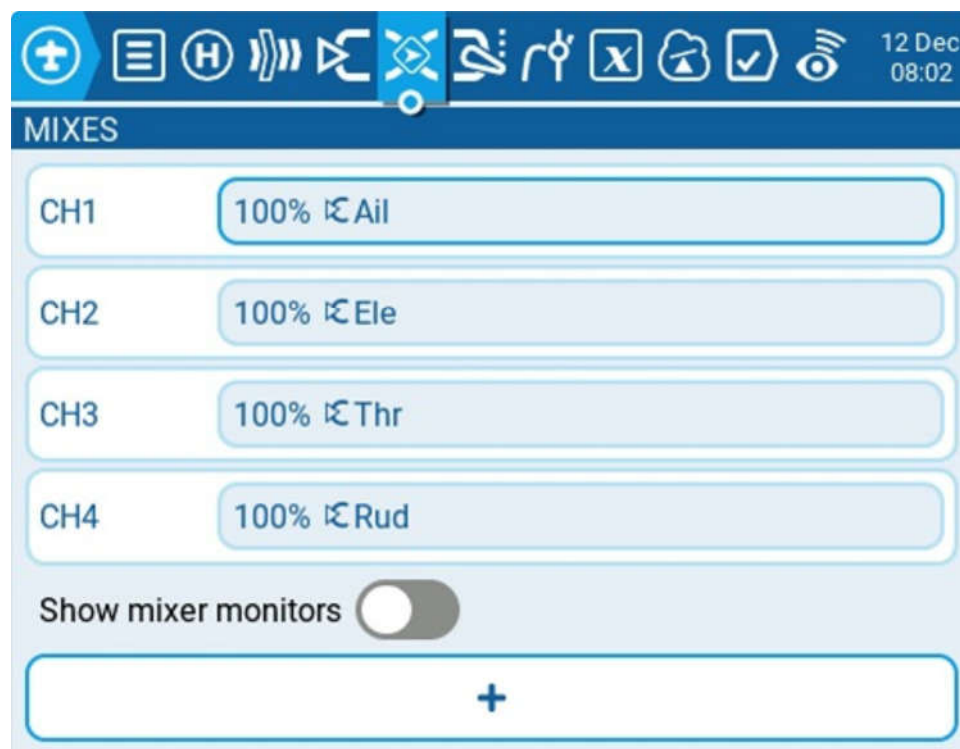 12 Dec
08:02
MIXES
CH1 100% Ail
CH2 100% Ele
CH3 100% Thr
CH4 100% Rud
Show mixer monitors
+